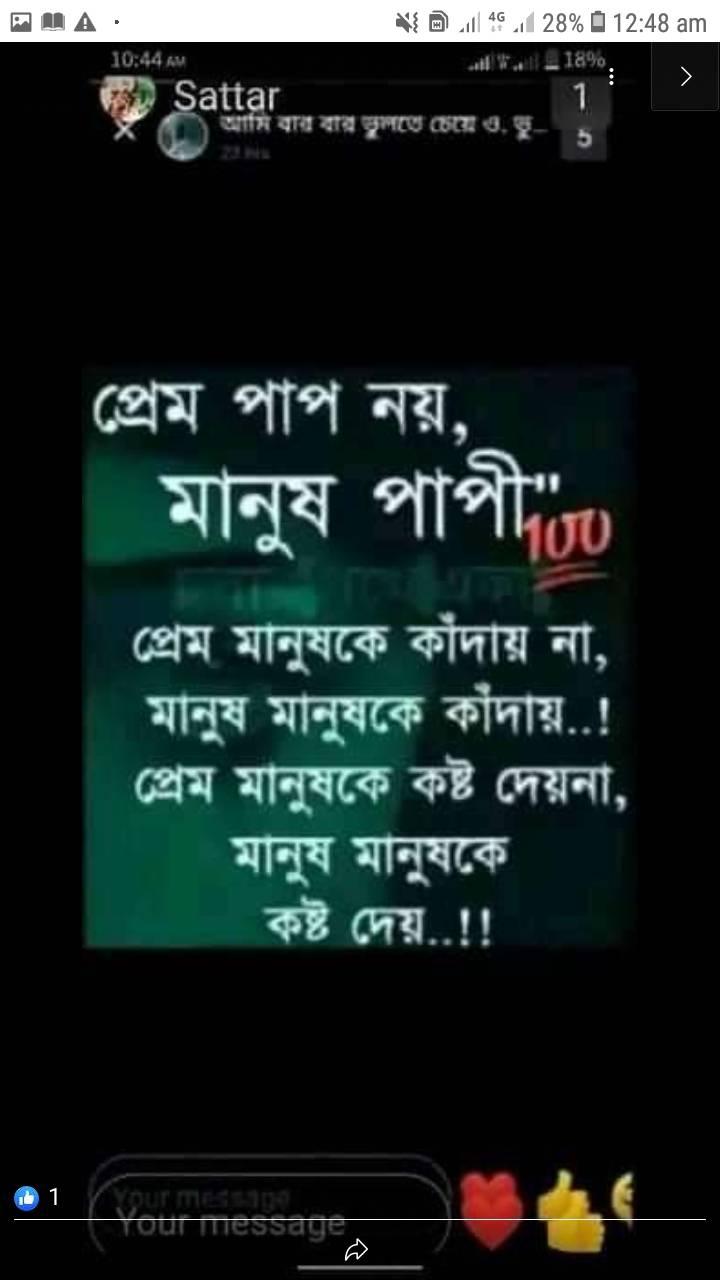 28% 12:48 am
4G
10:44 AM
18%
Sattar
1
আমি বার বার ভুলতে চেয়ে ও. ভু...
5
প্রেম পাপ নয়,
মানুষ পাপী"
100
প্রেম মানুষকে কাঁদায় না,
মানুষ মানুষকে কাঁদায়..!
প্রেম মানুষকে কষ্ট দেয়না,
মানুষ মানুষকে
কষ্ট দেয়..!!
Your message
Your message
1